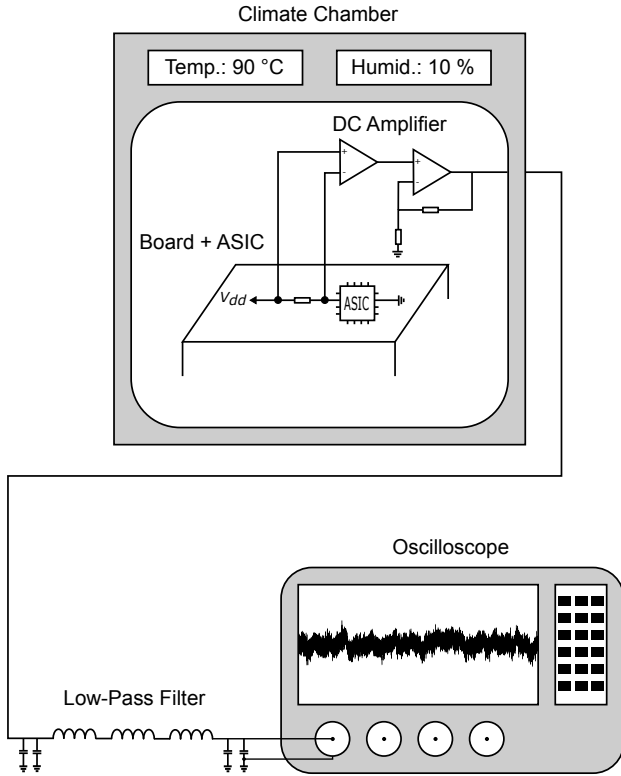 Climate Chamber
Temp.: 90 °C
Humid.: 10 %
DC Amplifier
+
-
+
-
Board + ASIC
Vdd
ASIC
Oscilloscope
Low-Pass Filter